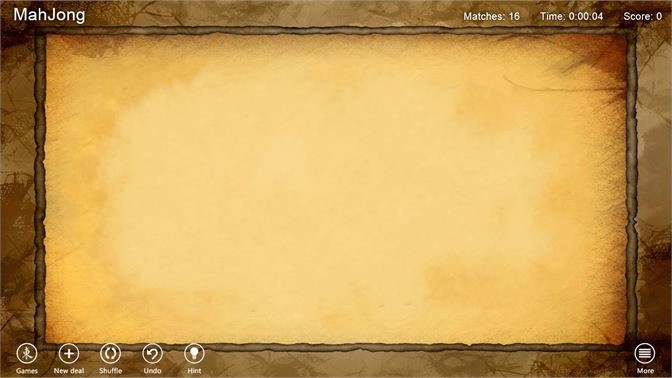 MahJong
Matches: 16 Time: 0:00:04 Score: 0
Games New deal Shuffle Undo Hint More